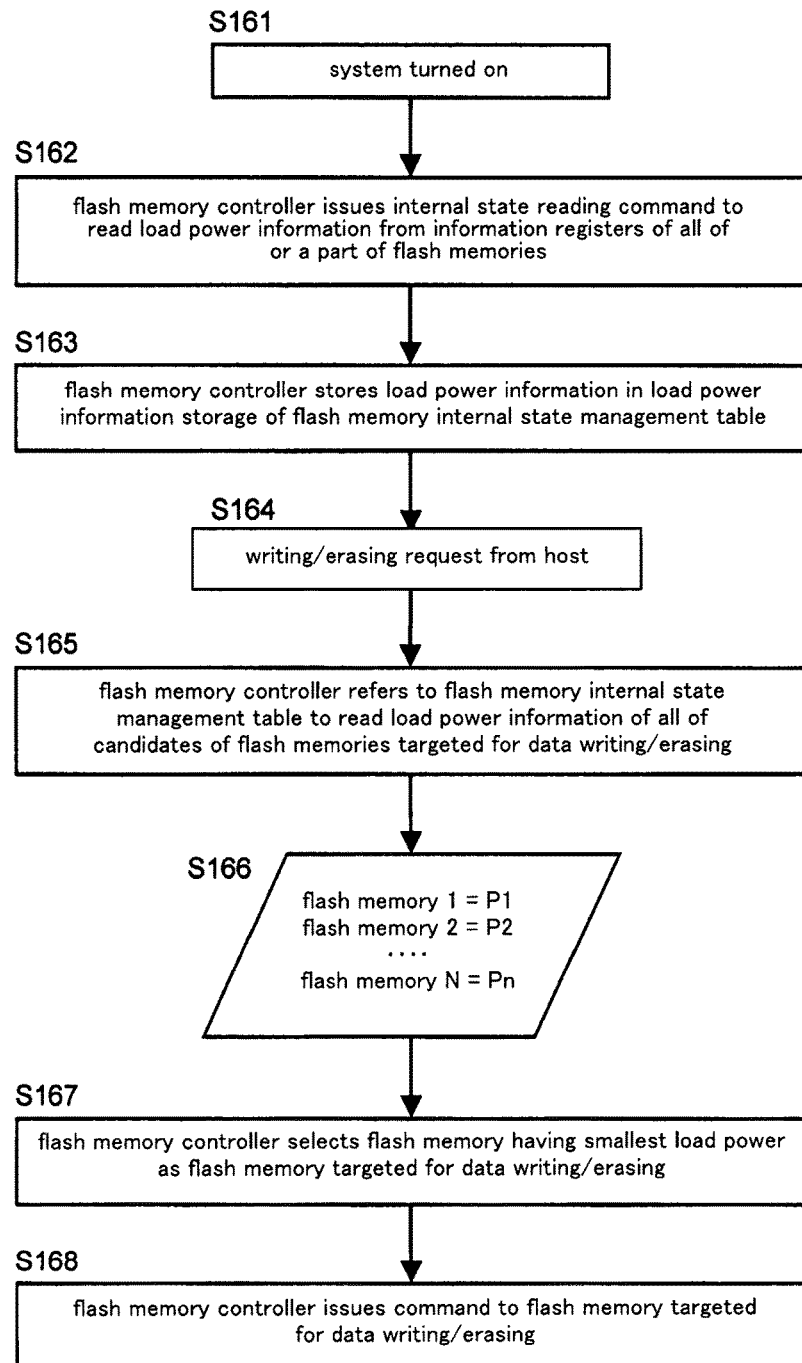 S161
system turned on
S162
flash memory controller issues internal state reading command to
read load power information from information registers of all of
or a part of flash memories
S163
flash memory controller stores load power information in load power
information storage of flash memory internal state management table
S164
writing/erasing request from host
S165
flash memory controller refers to flash memory internal state
management table to read load power information of all of
candidates of flash memories targeted for data writing/erasing
S166
flash memory 1 = P1
flash memory 2 = P2
....
flash memory N = Pn
S167
flash memory controller selects flash memory having smallest load power
as flash memory targeted for data writing/erasing
S168
flash memory controller issues command to flash memory targeted
for data writing/erasing